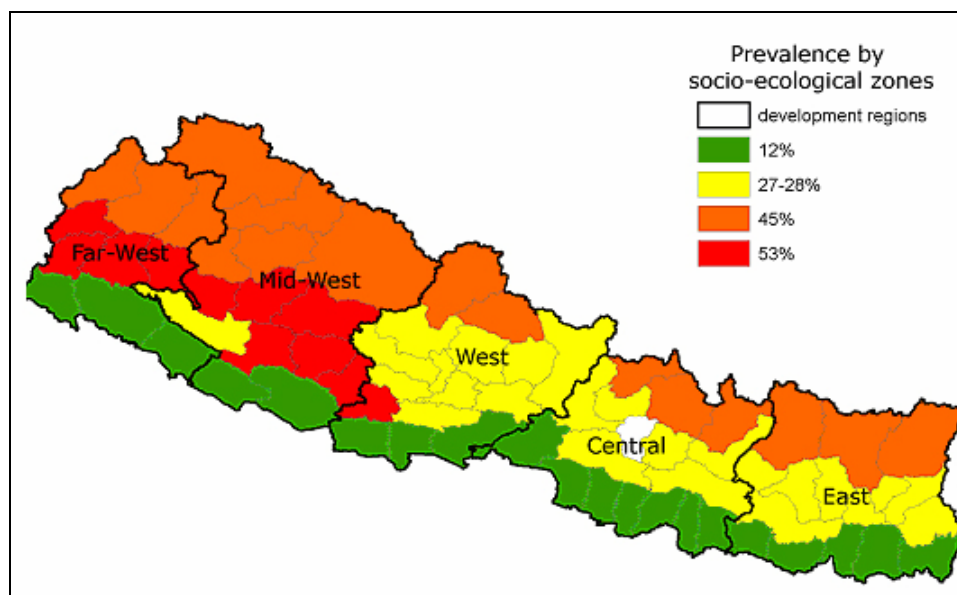 Prevalence by
socio-ecological zones
development regions
12%
27-28%
45%
53%
Far-West
Mid-West
West
Central
East